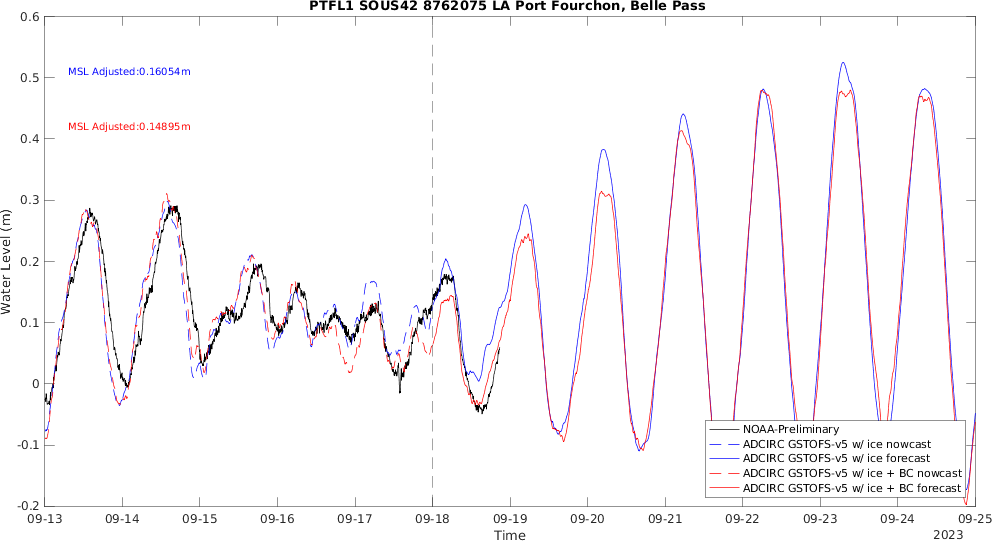 PTFL1 SOUS42 8762075 LA Port Fourchon, Belle Pass
0.6
0.5
0.4
0.3
0.2
0.1
0
-0.1
-0.2
Water Level (m)
MSL Adjusted:0.16054m
MSL Adjusted:0.14895m
NOAA-Preliminary
ADCIRC GSTOFS-v5 w/ ice nowcast
ADCIRC GSTOFS-v5 w/ ice forecast
ADCIRC GSTOFS-v5 w/ ice + BC nowcast
ADCIRC GSTOFS-v5 w/ ice + BC forecast
09-13 09-14 09-15 09-16 09-17 09-18 09-19 09-20 09-21 09-22 09-23 09-24 09-25
Time
2023